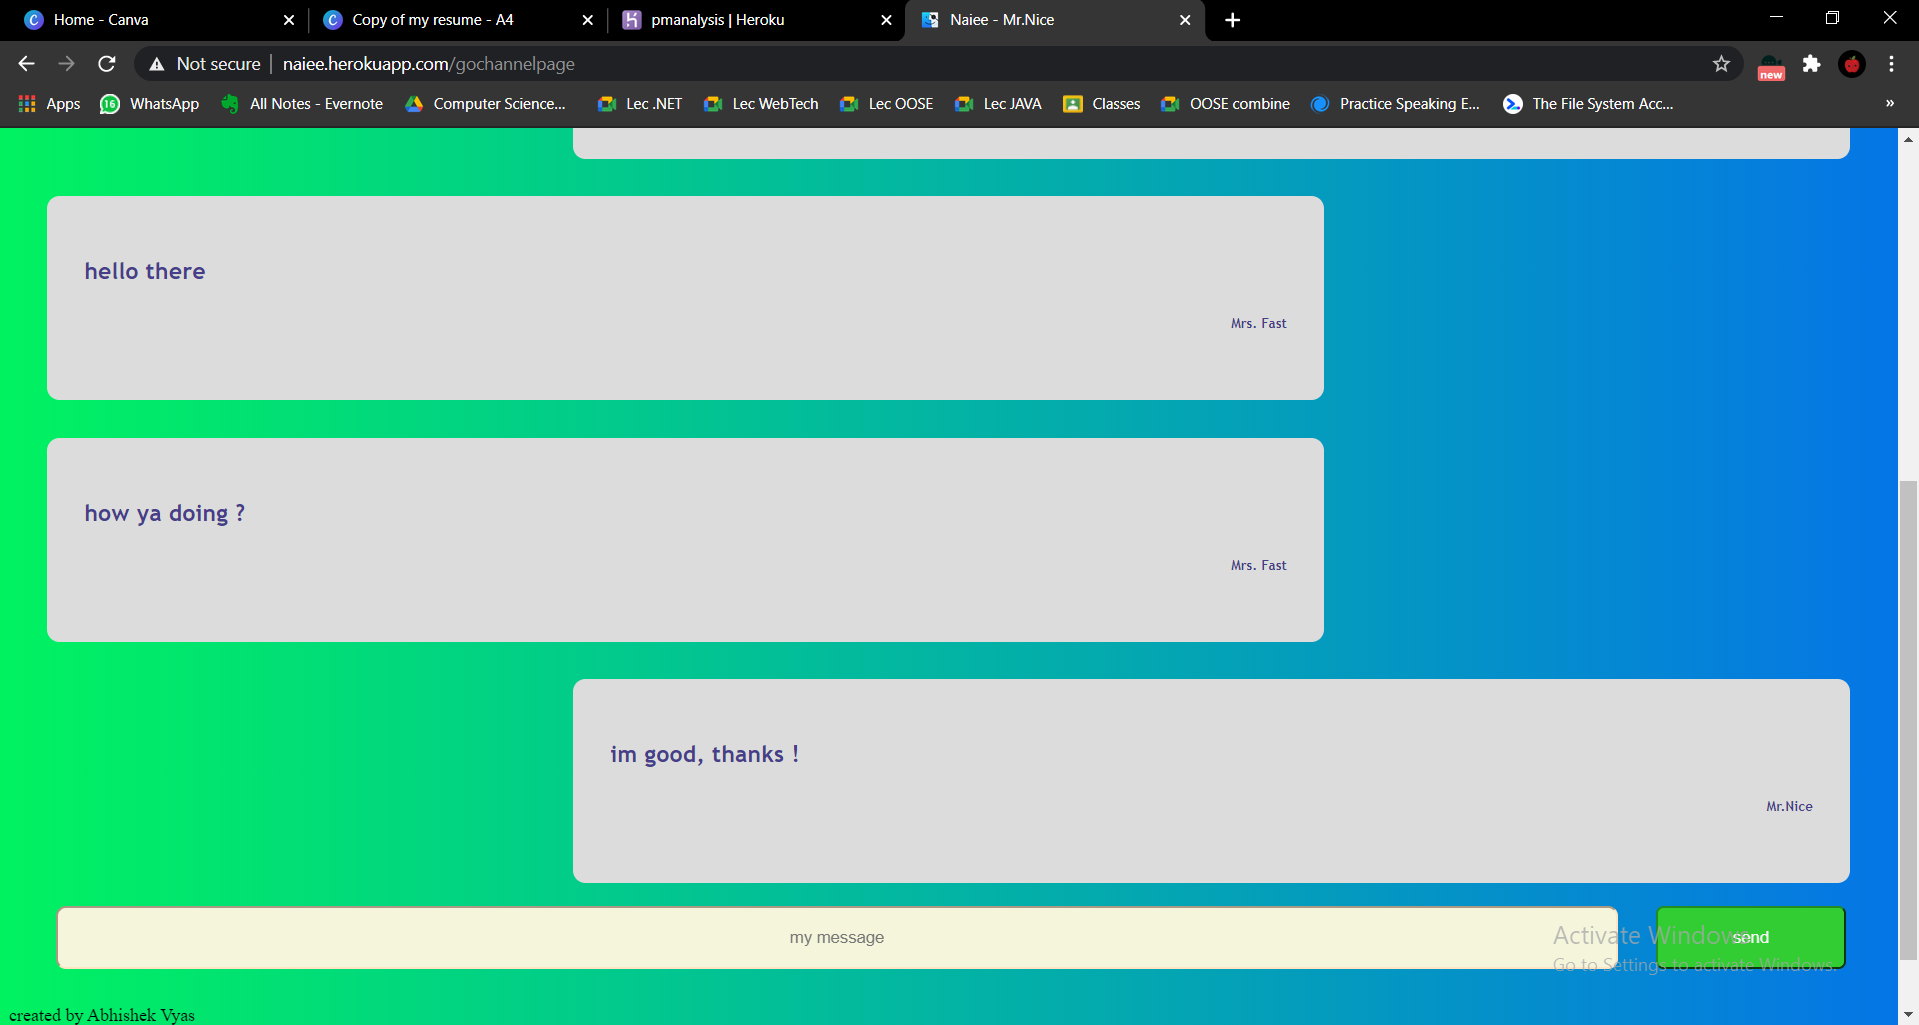 Home - Canva
Copy of my resume - A4
pmanalysis | Heroku
Naiee - Mr.Nice
Not secure
naiee.herokuapp.com/gochannelpage
new
Apps
16
WhatsApp
All Notes - Evernote
Computer Science...
Lec .NET
Lec WebTech
Lec OOSE
Lec JAVA
Classes
OOSE combine
Practice Speaking E...
The File System Acc...
»
hello there
Mrs. Fast
how ya doing ?
Mrs. Fast
im good, thanks !
Mr.Nice
my message
send
Activate Windows
Go to Settings to activate Windows.
created by Abhishek Vyas